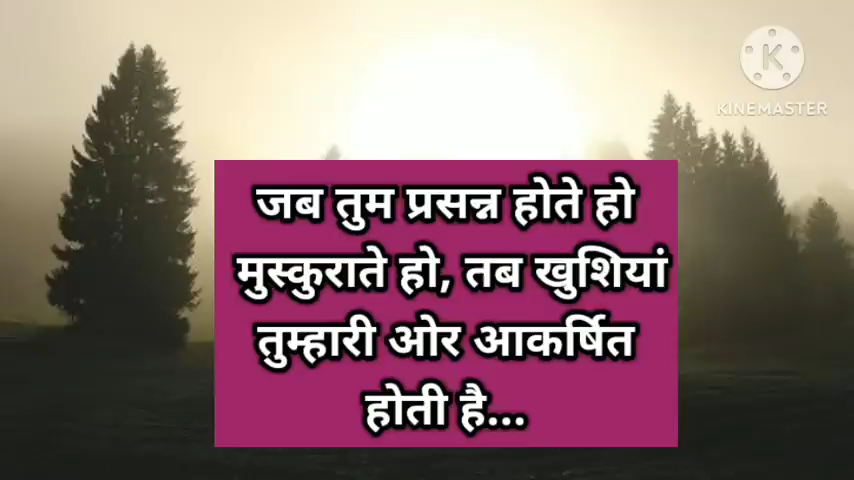 KINEMASTER
जब तुम प्रसन्न होते हो
मुस्कुराते हो, तब खुशियां
तुम्हारी ओर आकर्षित
होती है...